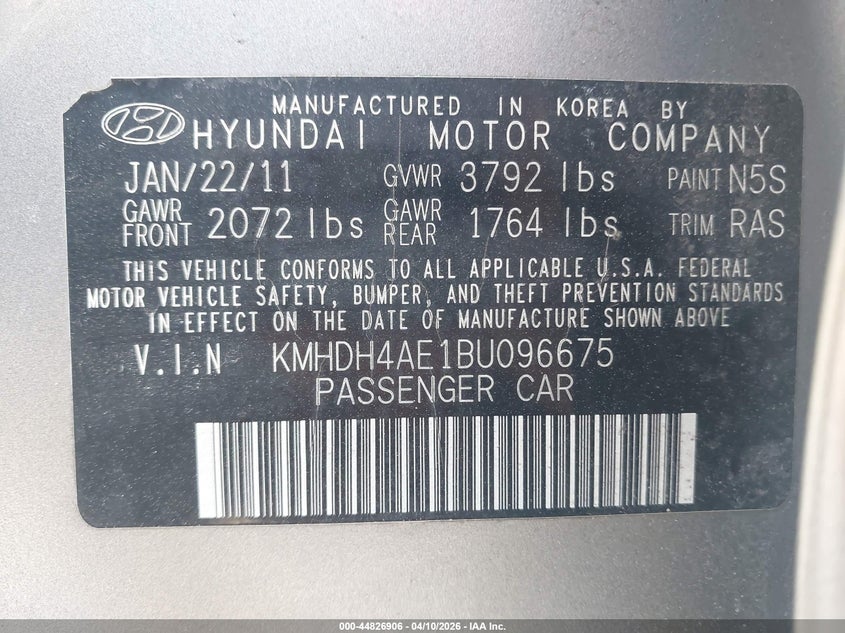 MANUFACTURED IN KOREA BY
HYUNDAI MOTOR COMPANY
JAN/22/11 GVWR 3792 lbs PAINT N5S
GAWR FRONT 2072 lbs GAWR REAR 1764 lbs TRIM RAS
THIS VEHICLE CONFORMS TO ALL APPLICABLE U.S.A. FEDERAL
MOTOR VEHICLE SAFETY, BUMPER, AND THEFT PREVENTION STANDARDS
IN EFFECT ON THE DATE OF MANUFACTURE SHOWN ABOVE
V.I.N KMHDH4AE1BU096675
PASSENGER CAR
000-44826906 - 04/10/2026 - IAA Inc.